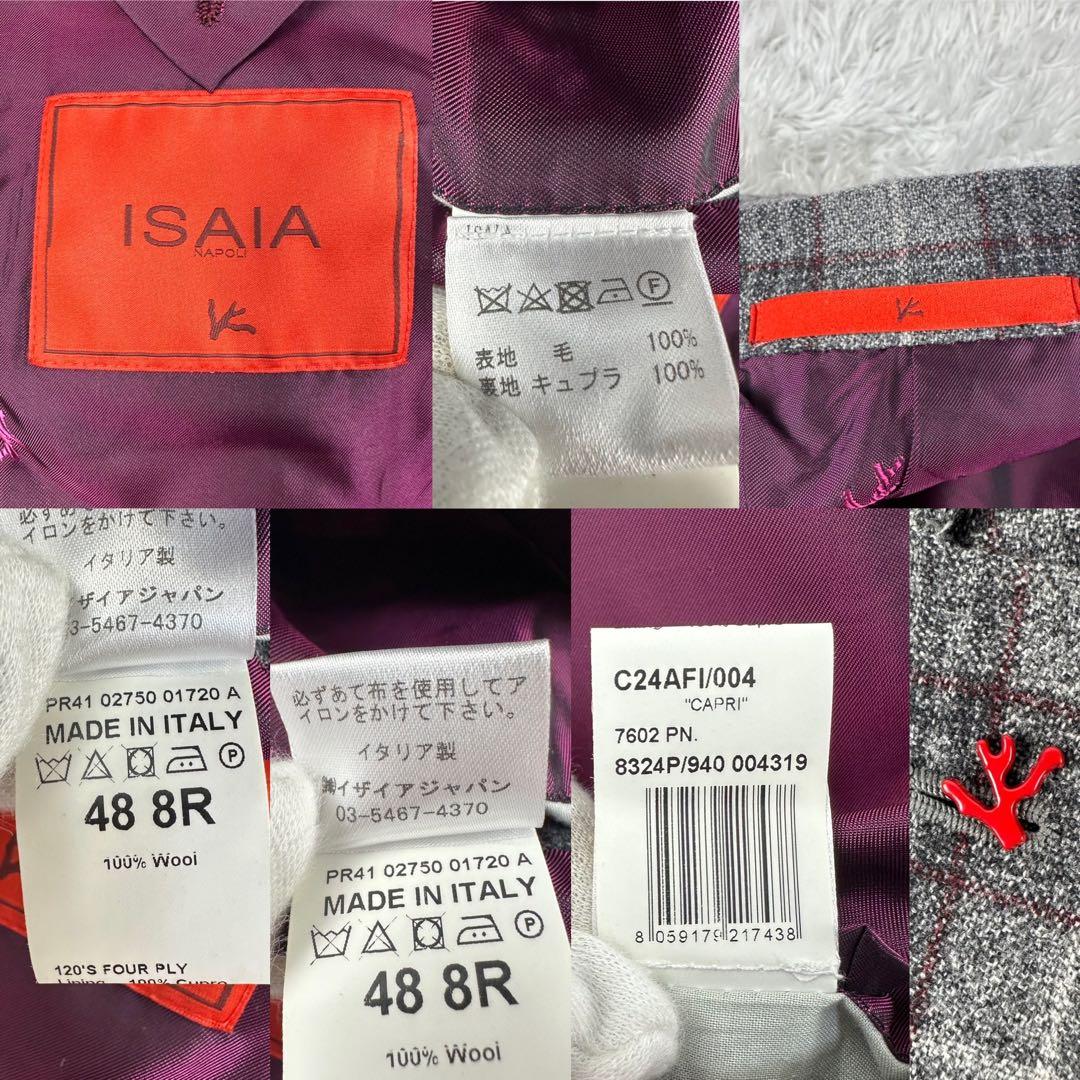 ISAIA
NAPOLI
ISAIA
表地 毛 100%
裏地 キュプラ 100%
必ずあて布を使用してア
イロンをかけて下さい。
イタリア製
イザイアジャパン
03-5467-4370
PR41 02750 01720 A
MADE IN ITALY
P
48 8R
100% Wool
120'S FOUR PLY
Lining 100% Cupro
必ずあて布を使用してア
イロンをかけて下さい。
イタリア製
㈱イザイアジャパン
03-5467-4370
PR41 02750 01720 A
MADE IN ITALY
P
48 8R
100% Wool
C24AFI/004
"CAPRI"
7602 PN.
8324P/940 004319
8 059179 217438